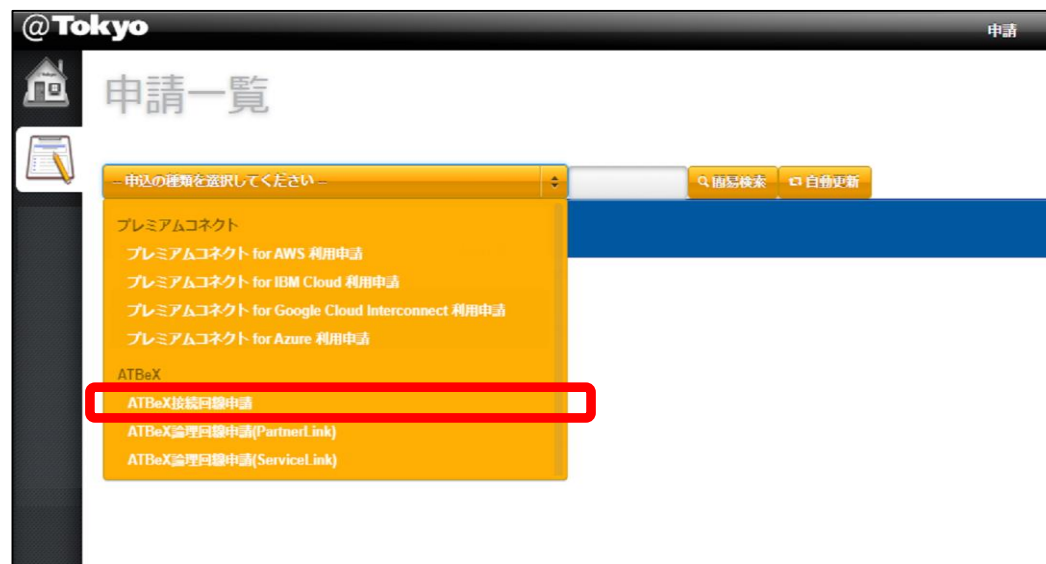 @Tokyo 申請
申請一覧
-- 申込の種類を選択してください -- 簡易検索 自動更新
プレミアムコネクト
プレミアムコネクト for AWS 利用申請
プレミアムコネクト for IBM Cloud 利用申請
プレミアムコネクト for Google Cloud Interconnect 利用申請
プレミアムコネクト for Azure 利用申請
ATBeX
ATBeX接続回線申請
ATBeX論理回線申請(PartnerLink)
ATBeX論理回線申請(ServiceLink)